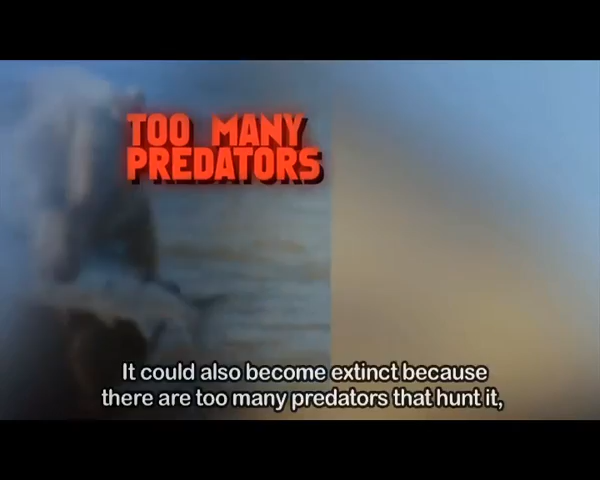 TOO MANY
PREDATORS
It could also become extinct because
there are too many predators that hunt it,